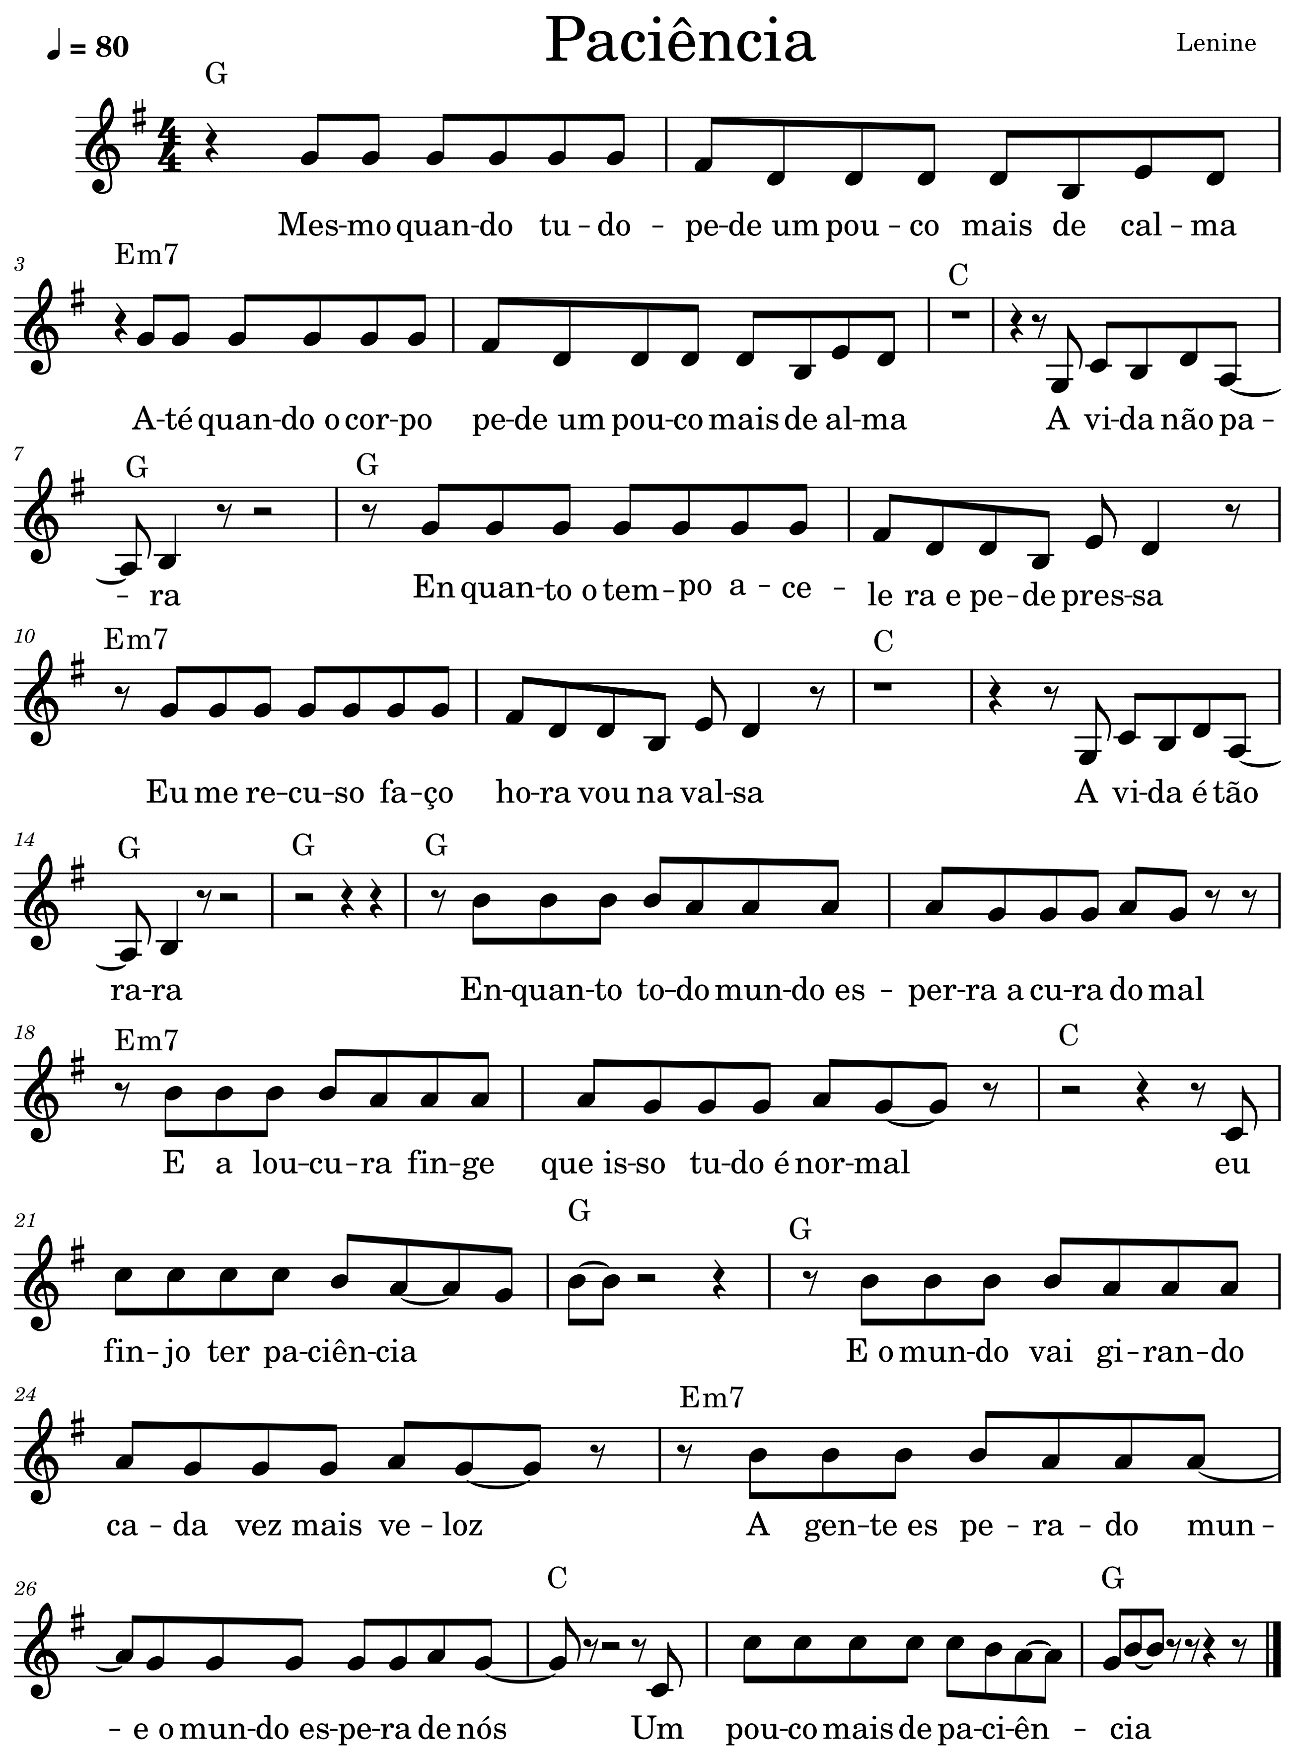 Paciência
♩ = 80
Lenine
G
4
4
Mes-mo quan-do tu-do- pe-de um pou-co mais de cal-ma
3
Em7 C
A-té quan-do o cor-po pe-de um pou-co mais de al-ma A vi-da não pa-
7
G G
- ra En quan-to o tem-po a-ce- le ra e pe-de pres-sa
10
Em7 C
Eu me re-cu-so fa-ço ho-ra vou na val-sa A vi-da é tão
14
G G G
ra-ra En-quan-to to-do mun-do es- per-ra a cu-ra do mal
18
Em7 C
E a lou-cu-ra fin-ge que is-so tu-do é nor-mal eu
21
G G
fin-jo ter pa-ciên-cia E o mun-do vai gi-ran-do
24
Em7
ca-da vez mais ve-loz A gen-te es pe-ra-do mun-
26
C G
- e o mun-do es-pe-ra de nós Um pou-co mais de pa-ci-ên- cia